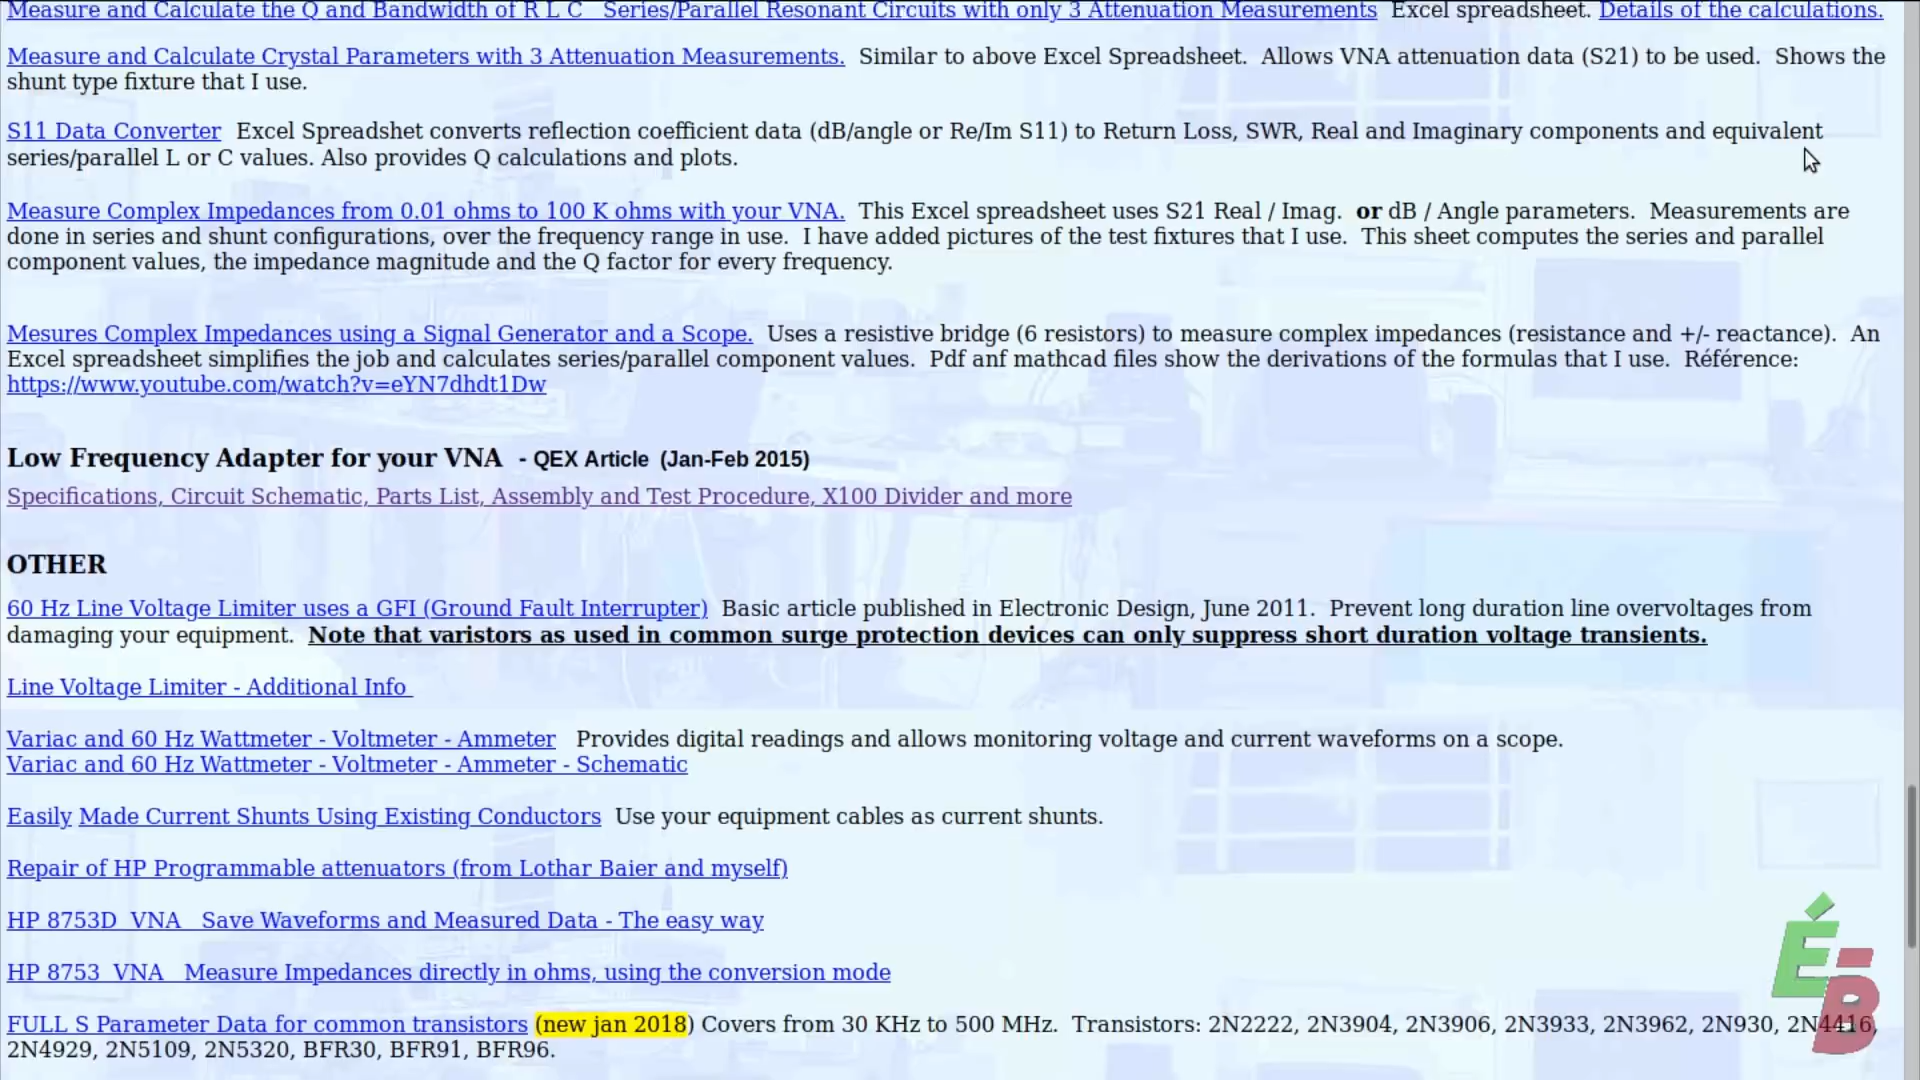 Measure and Calculate the Q and Bandwidth of R L C   Series/Parallel Resonant Circuits with only 3 Attenuation Measurements  Excel spreadsheet. Details of the calculations.
Measure and Calculate Crystal Parameters with 3 Attenuation Measurements.  Similar to above Excel Spreadsheet.  Allows VNA attenuation data (S21) to be used.  Shows the
shunt type fixture that I use.
S11 Data Converter  Excel Spreadshet converts reflection coefficient data (dB/angle or Re/Im S11) to Return Loss, SWR, Real and Imaginary components and equivalent
series/parallel L or C values. Also provides Q calculations and plots.
Measure Complex Impedances from 0.01 ohms to 100 K ohms with your VNA.  This Excel spreadsheet uses S21 Real / Imag.  or dB / Angle parameters.  Measurements are
done in series and shunt configurations, over the frequency range in use.  I have added pictures of the test fixtures that I use.  This sheet computes the series and parallel
component values, the impedance magnitude and the Q factor for every frequency.
Mesures Complex Impedances using a Signal Generator and a Scope.  Uses a resistive bridge (6 resistors) to measure complex impedances (resistance and +/- reactance).  An
Excel spreadsheet simplifies the job and calculates series/parallel component values.  Pdf anf mathcad files show the derivations of the formulas that I use.  Référence:
https://www.youtube.com/watch?v=eYN7dhdt1Dw
Low Frequency Adapter for your VNA  - QEX Article  (Jan-Feb 2015)
Specifications, Circuit Schematic, Parts List, Assembly and Test Procedure, X100 Divider and more
OTHER
60 Hz Line Voltage Limiter uses a GFI (Ground Fault Interrupter)  Basic article published in Electronic Design, June 2011.  Prevent long duration line overvoltages from
damaging your equipment.  Note that varistors as used in common surge protection devices can only suppress short duration voltage transients.
Line Voltage Limiter - Additional Info
Variac and 60 Hz Wattmeter - Voltmeter - Ammeter   Provides digital readings and allows monitoring voltage and current waveforms on a scope.
Variac and 60 Hz Wattmeter - Voltmeter - Ammeter - Schematic
Easily Made Current Shunts Using Existing Conductors  Use your equipment cables as current shunts.
Repair of HP Programmable attenuators (from Lothar Baier and myself)
HP 8753D  VNA   Save Waveforms and Measured Data - The easy way
HP 8753  VNA   Measure Impedances directly in ohms, using the conversion mode
FULL S Parameter Data for common transistors (new jan 2018) Covers from 30 KHz to 500 MHz.  Transistors: 2N2222, 2N3904, 2N3906, 2N3933, 2N3962, 2N930, 2N4416,
2N4929, 2N5109, 2N5320, BFR30, BFR91, BFR96.
É-B